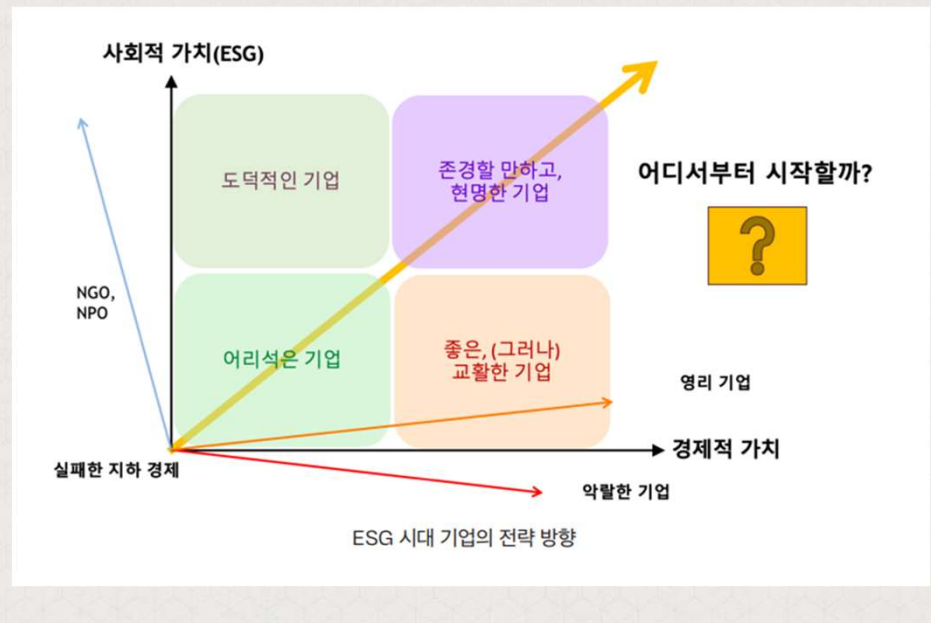 사회적 가치(ESG)
도덕적인 기업
존경할 만하고,
현명한 기업
어디서부터 시작할까?
?
NGO,
NPO
어리석은 기업
좋은, (그러나)
교활한 기업
영리 기업
경제적 가치
실패한 지하 경제
악랄한 기업
ESG 시대 기업의 전략 방향